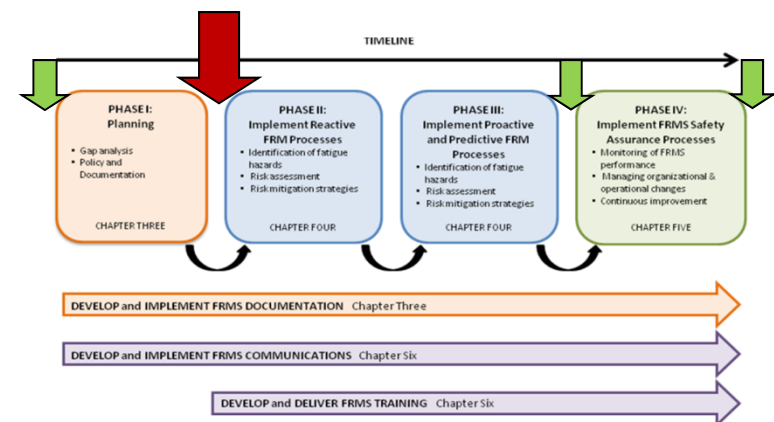 TIMELINE
PHASE I:
Planning
• Gap analysis
• Policy and
Documentation
CHAPTER THREE
PHASE II:
Implement Reactive
FRM Processes
• Identification of fatigue
hazards
• Risk assessment
• Risk mitigation strategies
CHAPTER FOUR
PHASE III:
Implement Proactive
and Predictive FRM
Processes
• Identification of fatigue
hazards
• Risk assessment
• Risk mitigation strategies
CHAPTER FOUR
PHASE IV:
Implement FRMS Safety
Assurance Processes
• Monitoring of FRMS
performance
• Managing organizational &
operational changes
• Continuous improvement
CHAPTER FIVE
DEVELOP and IMPLEMENT FRMS DOCUMENTATION Chapter Three
DEVELOP and IMPLEMENT FRMS COMMUNICATIONS Chapter Six
DEVELOP and DELIVER FRMS TRAINING Chapter Six